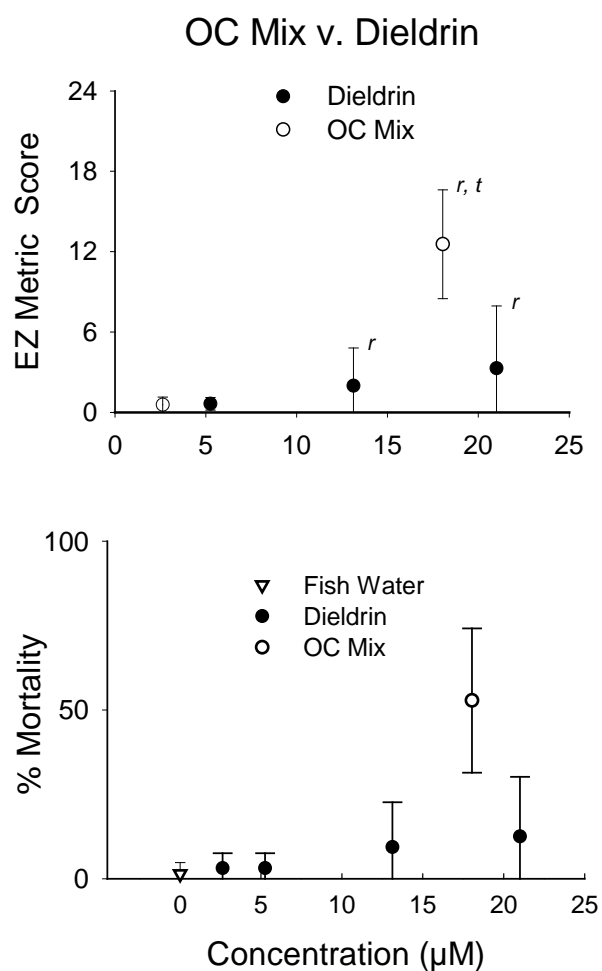 OC Mix v. Dieldrin
24
Dieldrin
OC Mix
18
r, t
EZ Metric Score
12
r
6
r
0
0 5 10 15 20 25
100
Fish Water
Dieldrin
OC Mix
% Mortality
50
0
0 5 10 15 20 25
Concentration (µM)